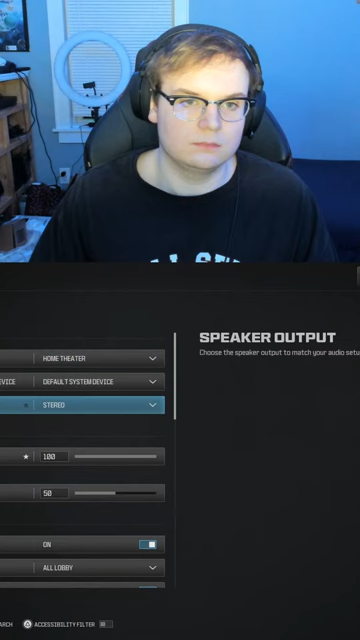 SPEAKER OUTPUT
Choose the speaker output to match your audio setu
HOME THEATER
EVICE
DEFAULT SYSTEM DEVICE
STEREO
100
50
ON
ALL LOBBY
ARCH
ACCESSIBILITY FILTER